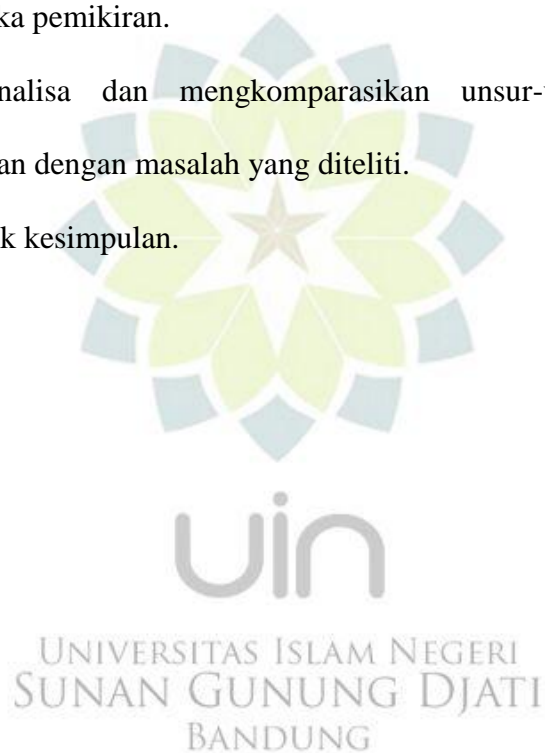 ka pemikiran.
nalisa dan mengkomparasikan unsur-
an dengan masalah yang diteliti.
k kesimpulan.
uin
UNIVERSITAS ISLAM NEGERI
SUNAN GUNUNG DJATI
BANDUNG